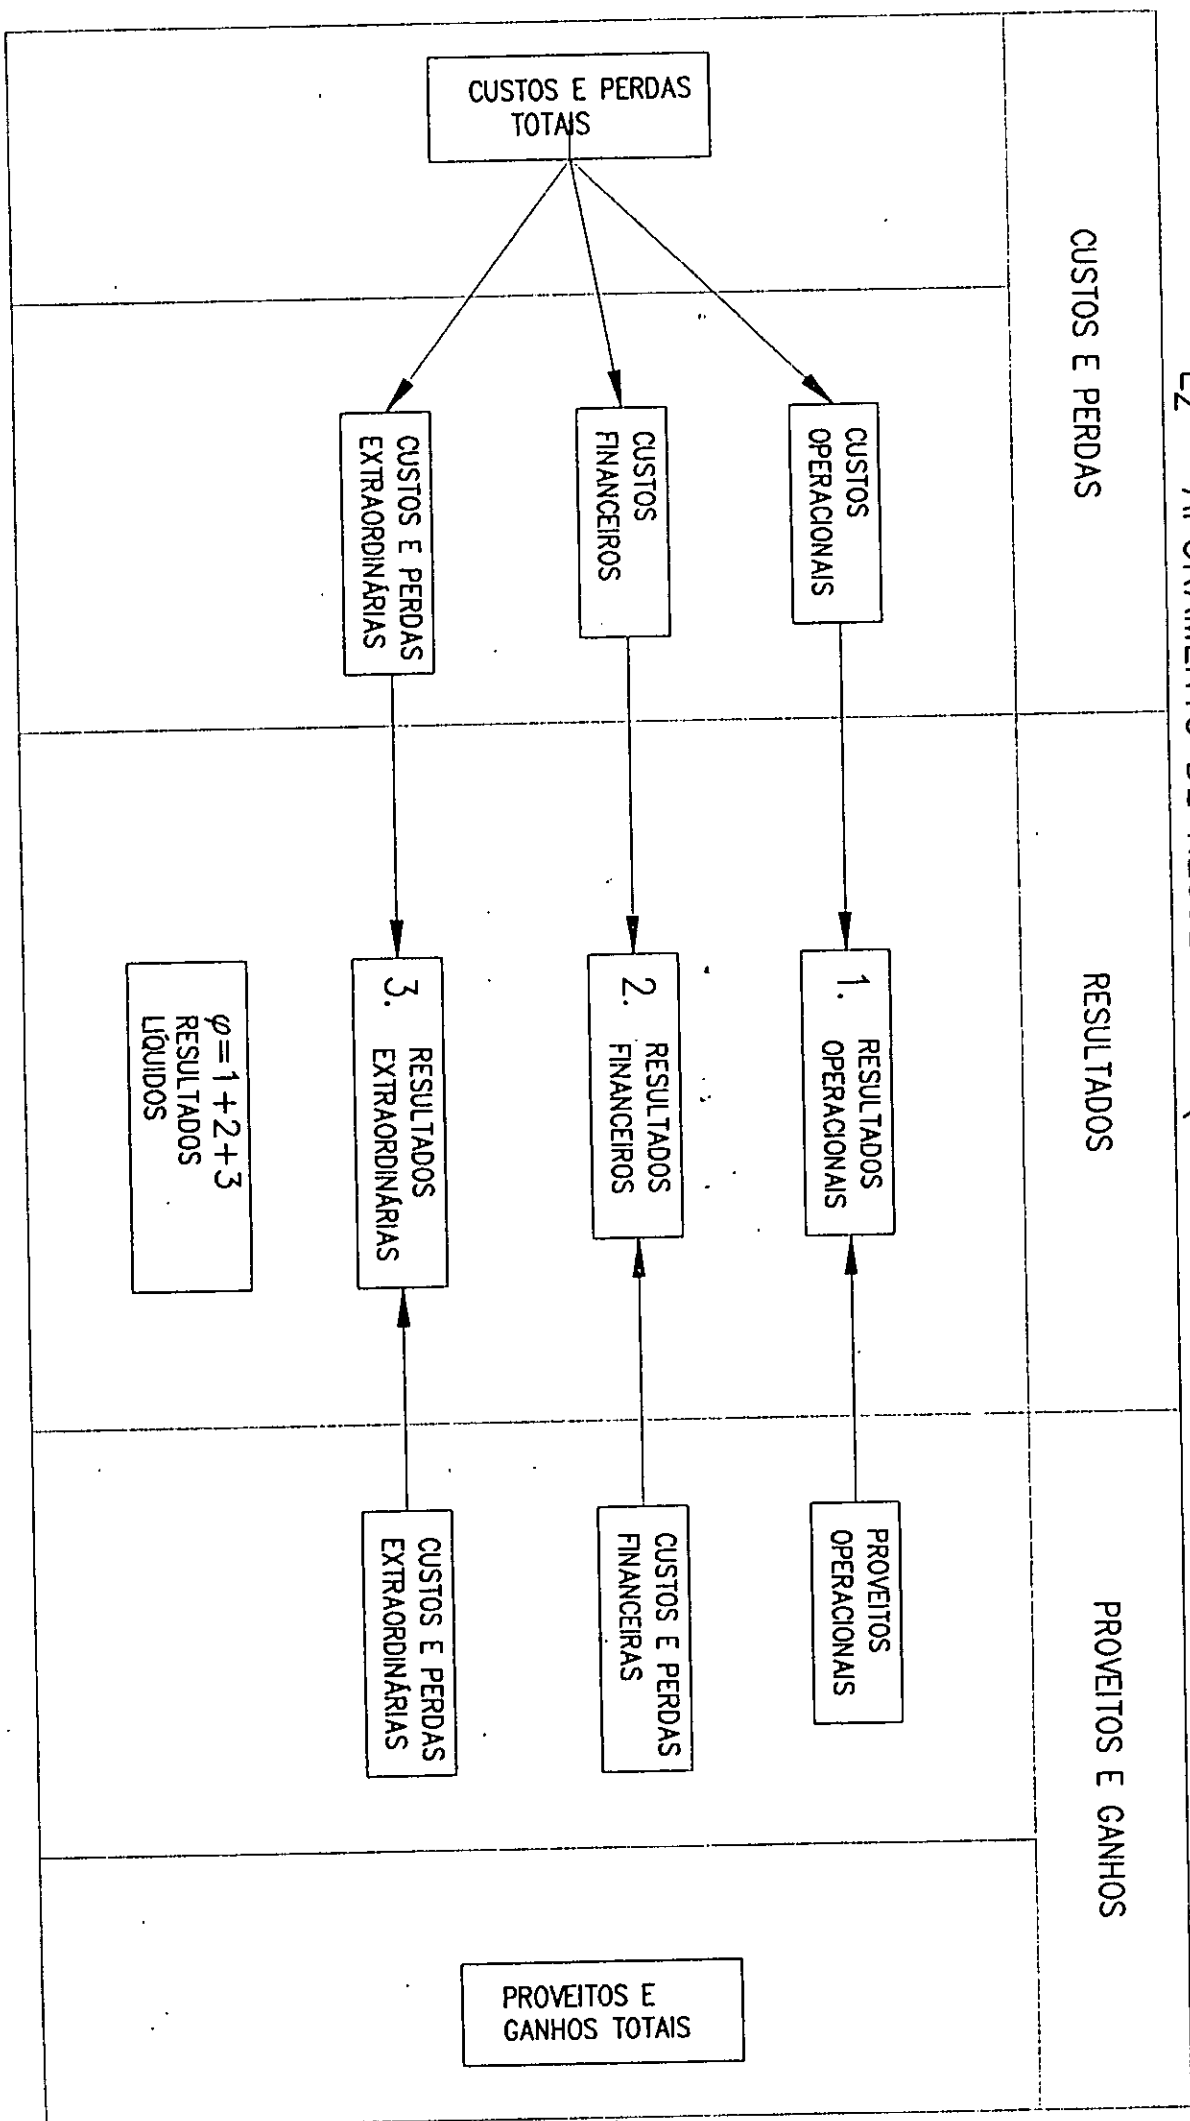 CUSTOS E PERDAS
RESULTADOS
PROVEITOS E GANHOS
CUSTOS E PERDAS
TOTAIS
CUSTOS
OPERACIONAIS
1. RESULTADOS
OPERACIONAIS
PROVEITOS
OPERACIONAIS
CUSTOS
FINANCEIROS
2. RESULTADOS
FINANCEIROS
CUSTOS E PERDAS
FINANCEIRAS
CUSTOS E PERDAS
EXTRAORDINÁRIAS
3. RESULTADOS
EXTRAORDINÁRIAS
CUSTOS E PERDAS
EXTRAORDINÁRIAS
φ=1+2+3
RESULTADOS
LÍQUIDOS
PROVEITOS E
GANHOS TOTAIS